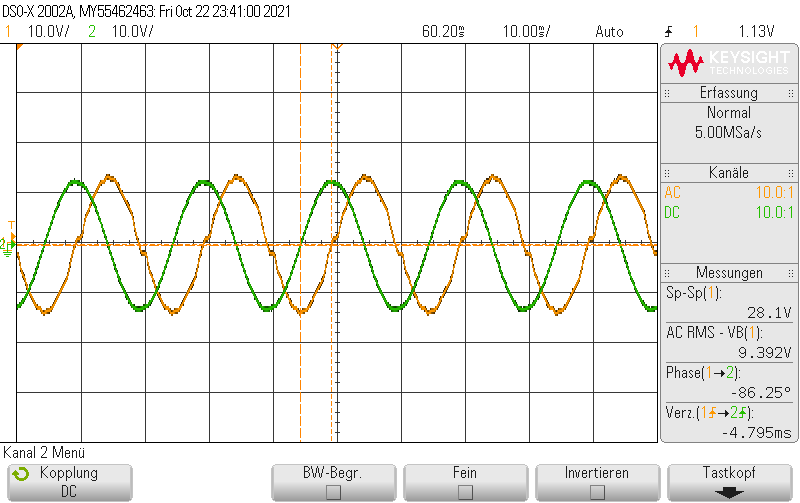 DSO-X 2002A, MY55462463: Fri Oct 22 23:41:00 2021
1 10.0V/ 2 10.0V/ 60.20s 10.00s/ Auto 1 1.13V
KEYSIGHT
TECHNOLOGIES
Erfassung
Normal
5.00MSa/s
Kanäle
AC 10.0:1
DC 10.0:1
Messungen
Sp-Sp(1):
28.1V
AC RMS - VB(1):
9.392V
Phase(1→2):
-86.25°
Verz.(1→2):
-4.795ms
T
2
Kanal 2 Menü
Kopplung
DC
BW-Begr.
Fein
Invertieren
Tastkopf